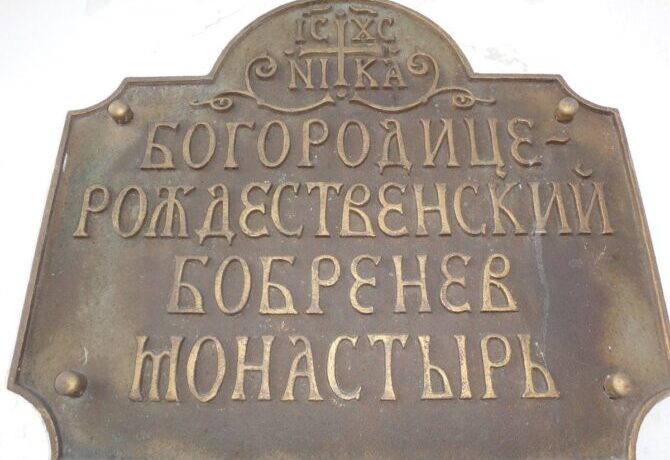 IC XC
NIKA
БОГОРОДИЦЕ-
РОЖДЕСТВЕНСКИЙ
БОБРЕНЕВ
МОНАСТЫРЬ